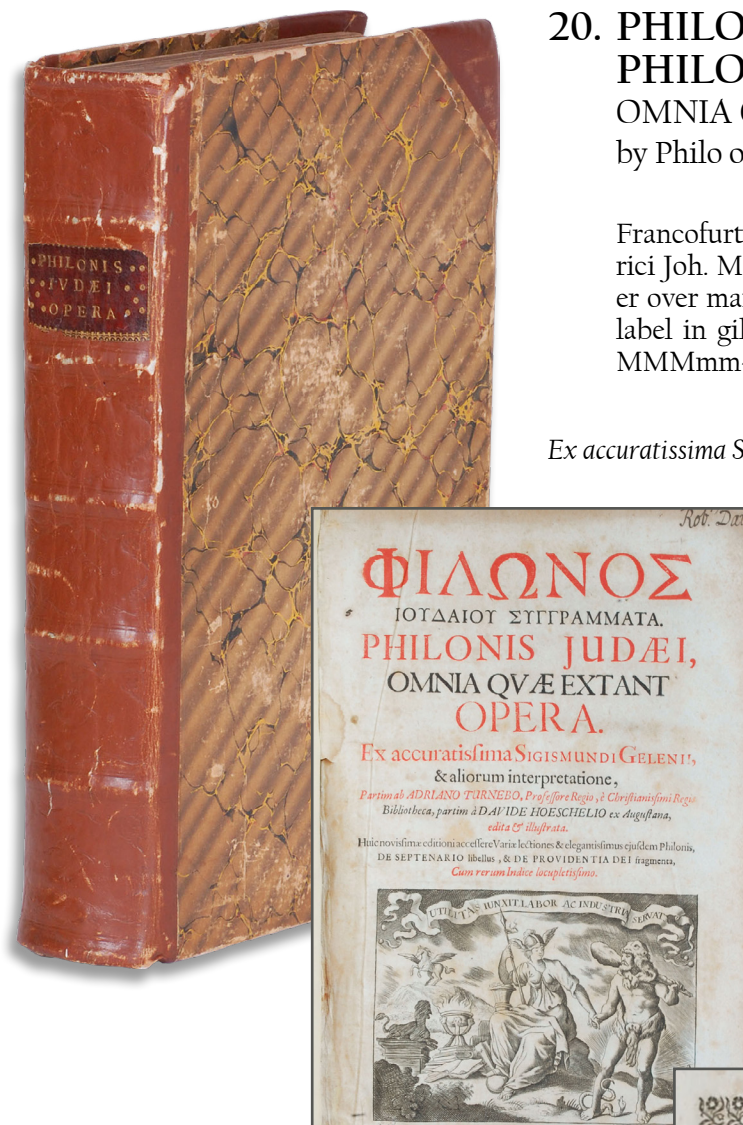 20. PHILO
PHILO
OMNIA
by Philo o
Francofurt
rici Joh. M
er over ma
label in gil
MMMmm
Ex accuratissima S
PHILONIS
IVDÆI
OPERA
Rob. Da
ΦΙΛΩΝΟΣ
ΙΟΥΔΑΙΟΥ ΣΥΓΓΡΑΜΜΑΤΑ.
PHILONIS JUDÆI,
OMNIA QVÆ EXTANT
OPERA.
Ex accuratissima SIGISMUNDI GELENII,
& aliorum interpretatione,
Partim ab ADRIANO TURNEBO, Professore Regio, è Christianissimi Regis
Bibliotheca, partim à DAVIDE HOESCHELIO ex Augustana,
edita & illustrata.
Huic novissimæ editioni accessere Variæ lectiones & elegantissimus ejusdem Philonis,
DE SEPTENARIO libellus, & DE PROVIDENTIA DEI fragmenta,
Cum rerum Indice locupletissimo.
UTILITAS IUNXIT. LABOR AC INDUSTRIA SERVAT